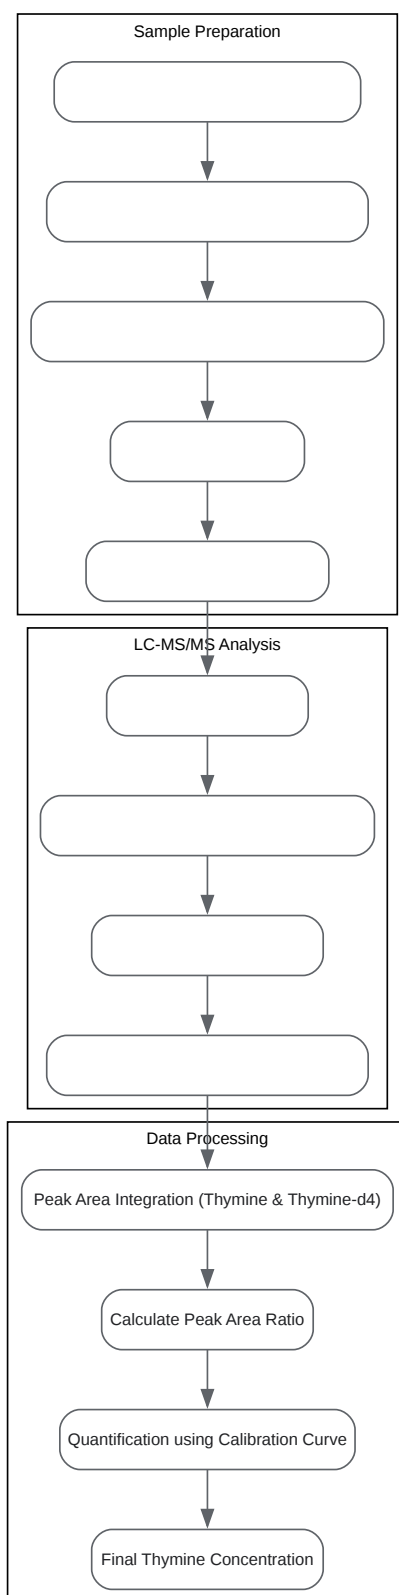 Sample Preparation
LC-MS/MS Analysis
Data Processing
Peak Area Integration (Thymine & Thymine-d4)
Calculate Peak Area Ratio
Quantification using Calibration Curve
Final Thymine Concentration